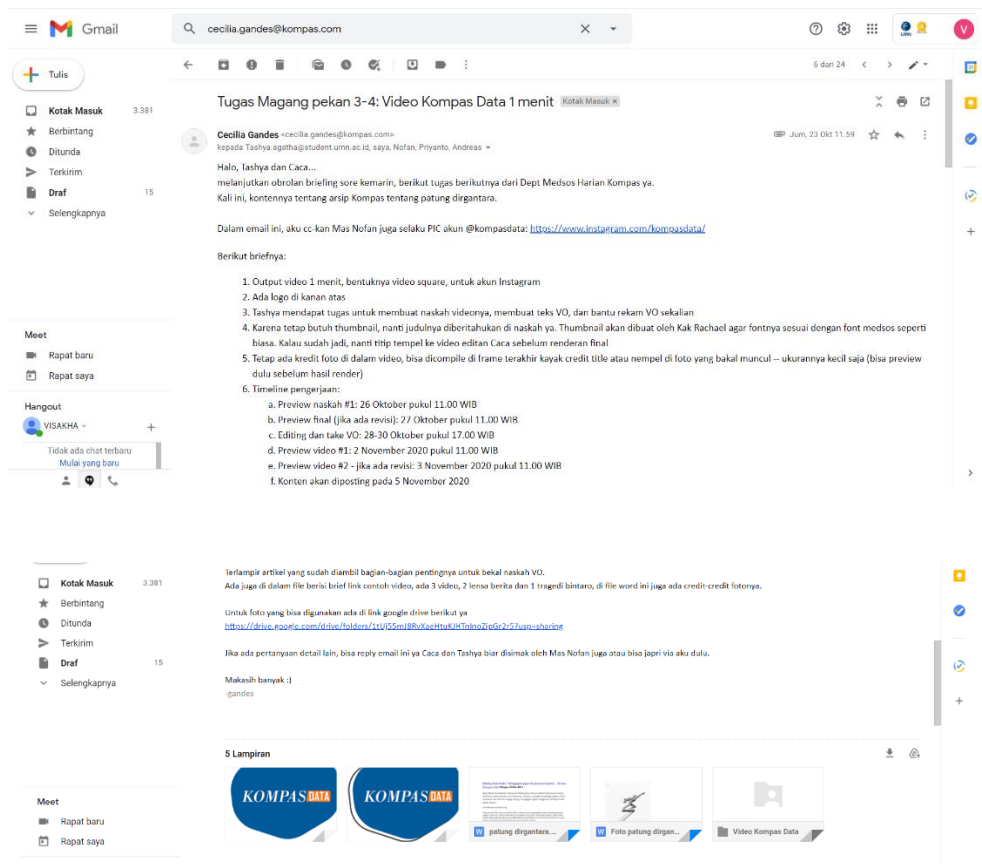 Gmail
cecilia.gandes@kompas.com
V
Tulis
6 dari 24
Kotak Masuk 3.381
Berbintang
Ditunda
Terkirim
Draf 15
Selengkapnya
Meet
Rapat baru
Rapat saya
Hangout
VISAKHA
Tidak ada chat terbaru
Mulai yang baru
Tugas Magang pekan 3-4: Video Kompas Data 1 menit Kotak Masuk ×
Cecilia Gandes <cecilia.gandes@kompas.com> Jum, 23 Okt 11.59
kepada Tashya.agatha@student.umn.ac.id, saya, Nofan, Priyanto, Andreas
Halo, Tashya dan Caca...
melanjutkan obrolan briefing sore kemarin, berikut tugas berikutnya dari Dept Medsos Harian Kompas ya.
Kali ini, kontennya tentang arsip Kompas tentang patung dirgantara.
Dalam email ini, aku cc-kan Mas Nofan juga selaku PIC akun @kompasdata: https://www.instagram.com/kompasdata/
Berikut briefnya:
1. Output video 1 menit, bentuknya video square, untuk akun Instagram
2. Ada logo di kanan atas
3. Tashya mendapat tugas untuk membuat naskah videonya, membuat teks VO, dan bantu rekam VO sekalian
4. Karena tetap butuh thumbnail, nanti judulnya diberitahukan di naskah ya. Thumbnail akan dibuat oleh Kak Rachael agar fontnya sesuai dengan font medsos seperti
biasa. Kalau sudah jadi, nanti titip tempel ke video editan Caca sebelum renderan final
5. Tetap ada kredit foto di dalam video, bisa dicompile di frame terakhir kayak credit title atau nempel di foto yang bakal muncul -- ukurannya kecil saja (bisa preview
dulu sebelum hasil render)
6. Timeline pengerjaan:
a. Preview naskah #1: 26 Oktober pukul 11.00 WIB
b. Preview final (jika ada revisi): 27 Oktober pukul 11.00 WIB
c. Editing dan take VO: 28-30 Oktober pukul 17.00 WIB
d. Preview video #1: 2 November 2020 pukul 11.00 WIB
e. Preview video #2 - jika ada revisi: 3 November 2020 pukul 11.00 WIB
f. Konten akan diposting pada 5 November 2020
Kotak Masuk 3.381
Berbintang
Ditunda
Terkirim
Draf 15
Selengkapnya
Meet
Rapat baru
Rapat saya
Terlampir artikel yang sudah diambil bagian-bagian pentingnya untuk bekal naskah VO.
Ada juga di dalam file berisi brief link contoh video, ada 3 video, 2 lensa berita dan 1 tragedi bintaro, di file word ini juga ada credit-credit fotonya.
Untuk foto yang bisa digunakan ada di link google drive berikut ya
Jika ada pertanyaan detail lain, bisa reply email ini ya Caca dan Tashya biar disimak oleh Mas Nofan juga atau bisa japri via aku dulu.
Makasih banyak :)
-gandes
5 Lampiran
KOMPAS DATA
KOMPAS DATA
patung dirgantara....
Foto patung dirgan...
Video Kompas Data